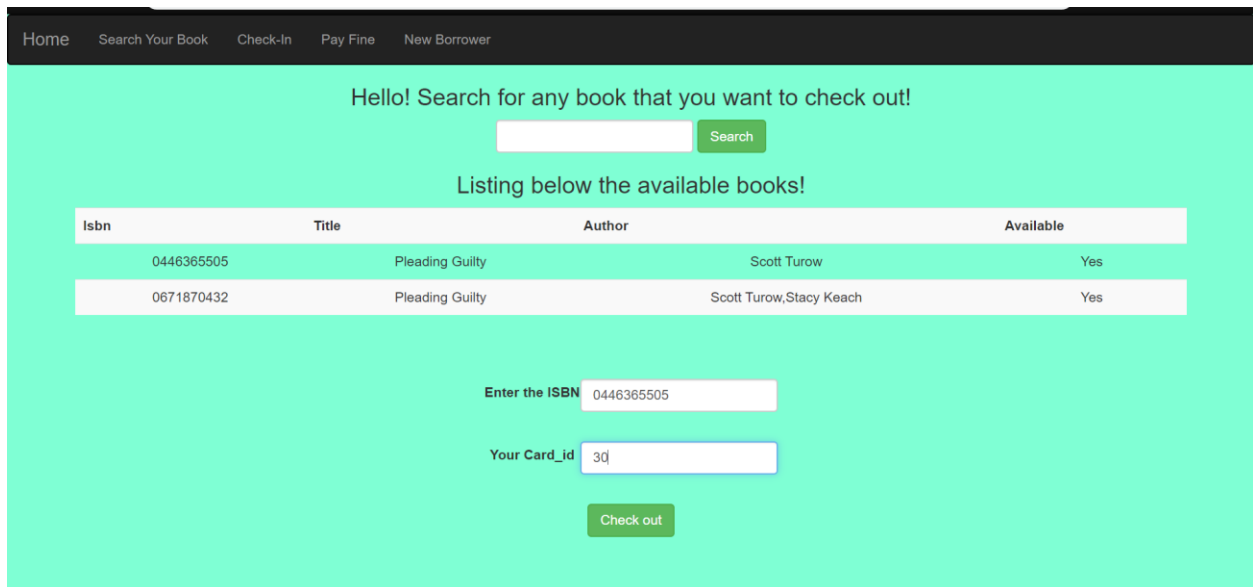 Home Search Your Book Check-In Pay Fine New Borrower
Hello! Search for any book that you want to check out!
Search
Listing below the available books!
Isbn Title Author Available
0446365505 Pleading Guilty Scott Turow Yes
0671870432 Pleading Guilty Scott Turow,Stacy Keach Yes
Enter the ISBN 0446365505
Your Card_id 30
Check out